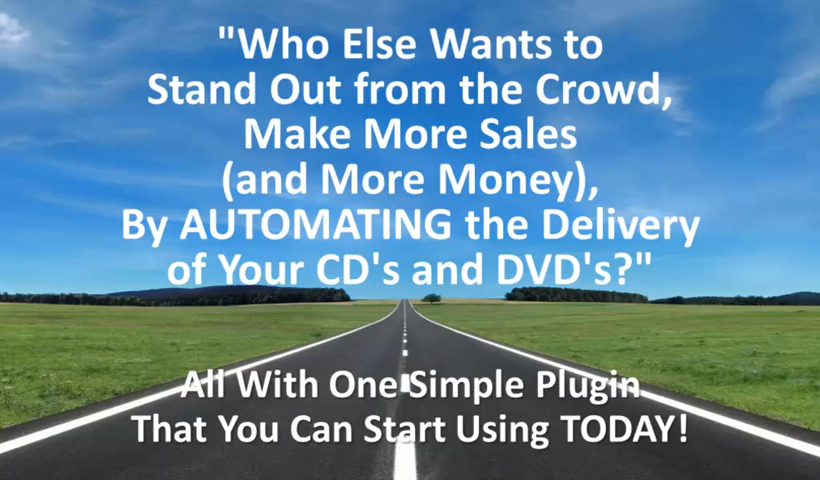 "Who Else Wants to
Stand Out from the Crowd,
Make More Sales
(and More Money),
By AUTOMATING the Delivery
of Your CD's and DVD's?"
All With One Simple Plugin
That You Can Start Using TODAY!